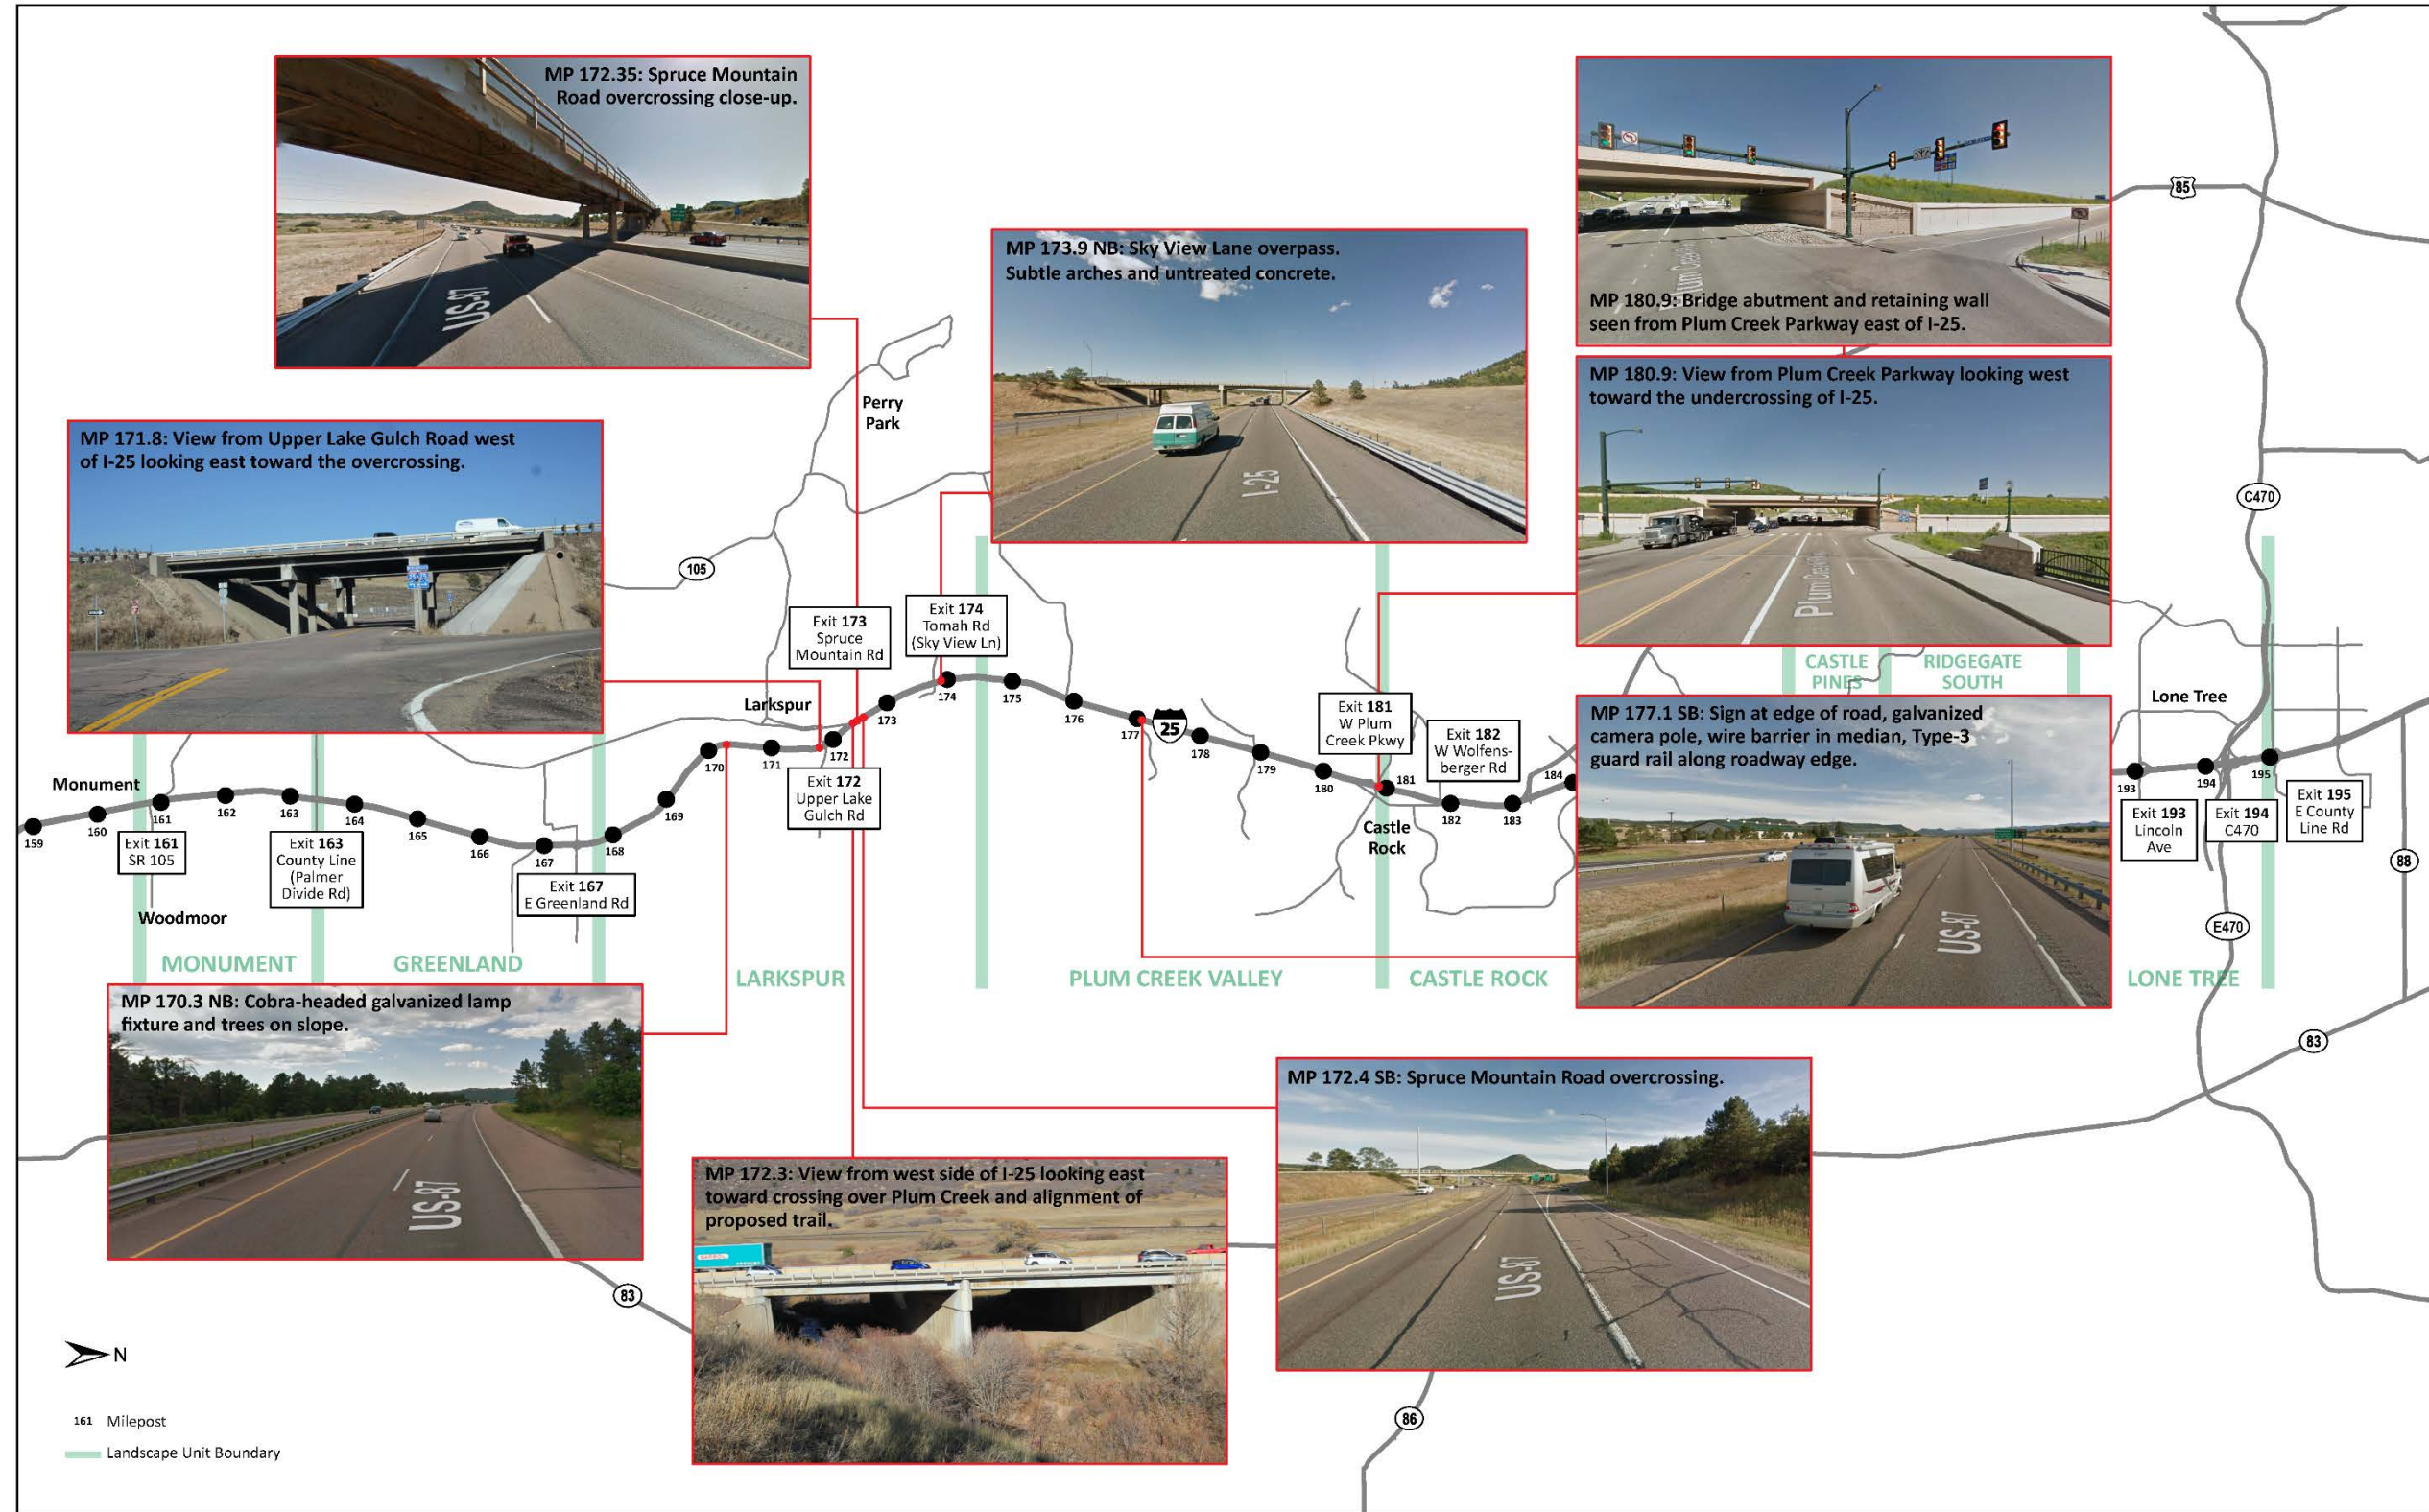 MP 172.35: Spruce Mountain
Road overcrossing close-up.
US-87
MP 173.9 NB: Sky View Lane overpass.
Subtle arches and untreated concrete.
I-25
MP 180.9: Bridge abutment and retaining wall
seen from Plum Creek Parkway east of I-25.
85
MP 180.9: View from Plum Creek Parkway looking west
toward the undercrossing of I-25.
MP 171.8: View from Upper Lake Gulch Road west
of I-25 looking east toward the overcrossing.
Perry
Park
105
C470
Exit 173
Spruce
Mountain Rd
Exit 174
Tomah Rd
(Sky View Ln)
CASTLE
PINES
RIDGEGATE
SOUTH
Larkspur
Lone Tree
MP 177.1 SB: Sign at edge of road, galvanized
camera pole, wire barrier in median, Type-3
guard rail along roadway edge.
US-87
Exit 181
W Plum
Creek Pkwy
Exit 182
W Wolfens-
berger Rd
25
Monument
159
160
161
162
163
164
165
166
167
168
169
170
171
172
173
174
175
176
177
178
179
180
181
182
183
184
193
194
195
Exit 161
SR 105
Exit 163
County Line
(Palmer
Divide Rd)
Exit 167
E Greenland Rd
Exit 172
Upper Lake
Gulch Rd
Castle
Rock
Exit 193
Lincoln
Ave
Exit 194
C470
Exit 195
E County
Line Rd
88
Woodmoor
E470
MONUMENT
GREENLAND
LARKSPUR
PLUM CREEK VALLEY
CASTLE ROCK
LONE TREE
MP 170.3 NB: Cobra-headed galvanized lamp
fixture and trees on slope.
US-87
83
MP 172.4 SB: Spruce Mountain Road overcrossing.
US-87
MP 172.3: View from west side of I-25 looking east
toward crossing over Plum Creek and alignment of
proposed trail.
83
86
N
161 Milepost
Landscape Unit Boundary